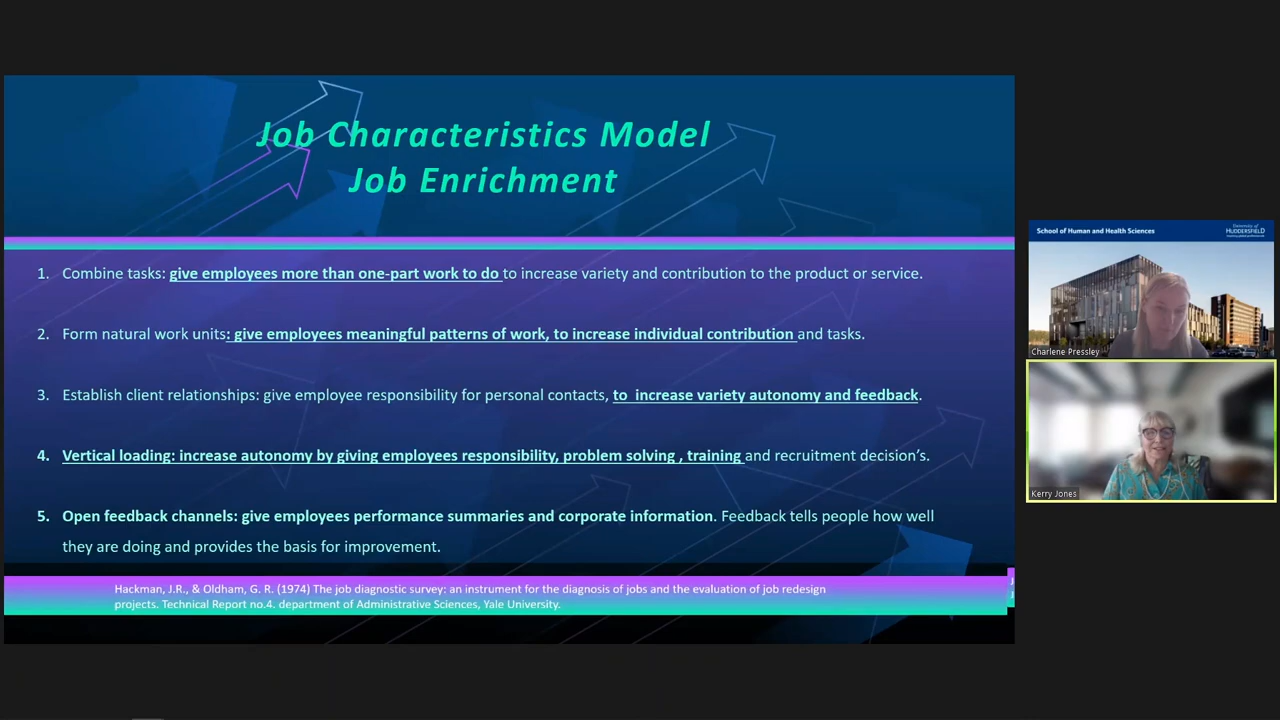 Job Characteristics Model
Job Enrichment
1. Combine tasks: give employees more than one-part work to do to increase variety and contribution to the product or service.
2. Form natural work units: give employees meaningful patterns of work, to increase individual contribution and tasks.
3. Establish client relationships: give employee responsibility for personal contacts, to increase variety autonomy and feedback.
4. Vertical loading: increase autonomy by giving employees responsibility, problem solving , training and recruitment decision's.
5. Open feedback channels: give employees performance summaries and corporate information. Feedback tells people how well
they are doing and provides the basis for improvement.
Hackman, J.R., & Oldham, G. R. (1974) The job diagnostic survey: an instrument for the diagnosis of jobs and the evaluation of job redesign
projects. Technical Report no.4. department of Administrative Sciences, Yale University.
School of Human and Health Sciences
University of
HUDDERSFIELD
Charlene Pressley
Kerry Jones